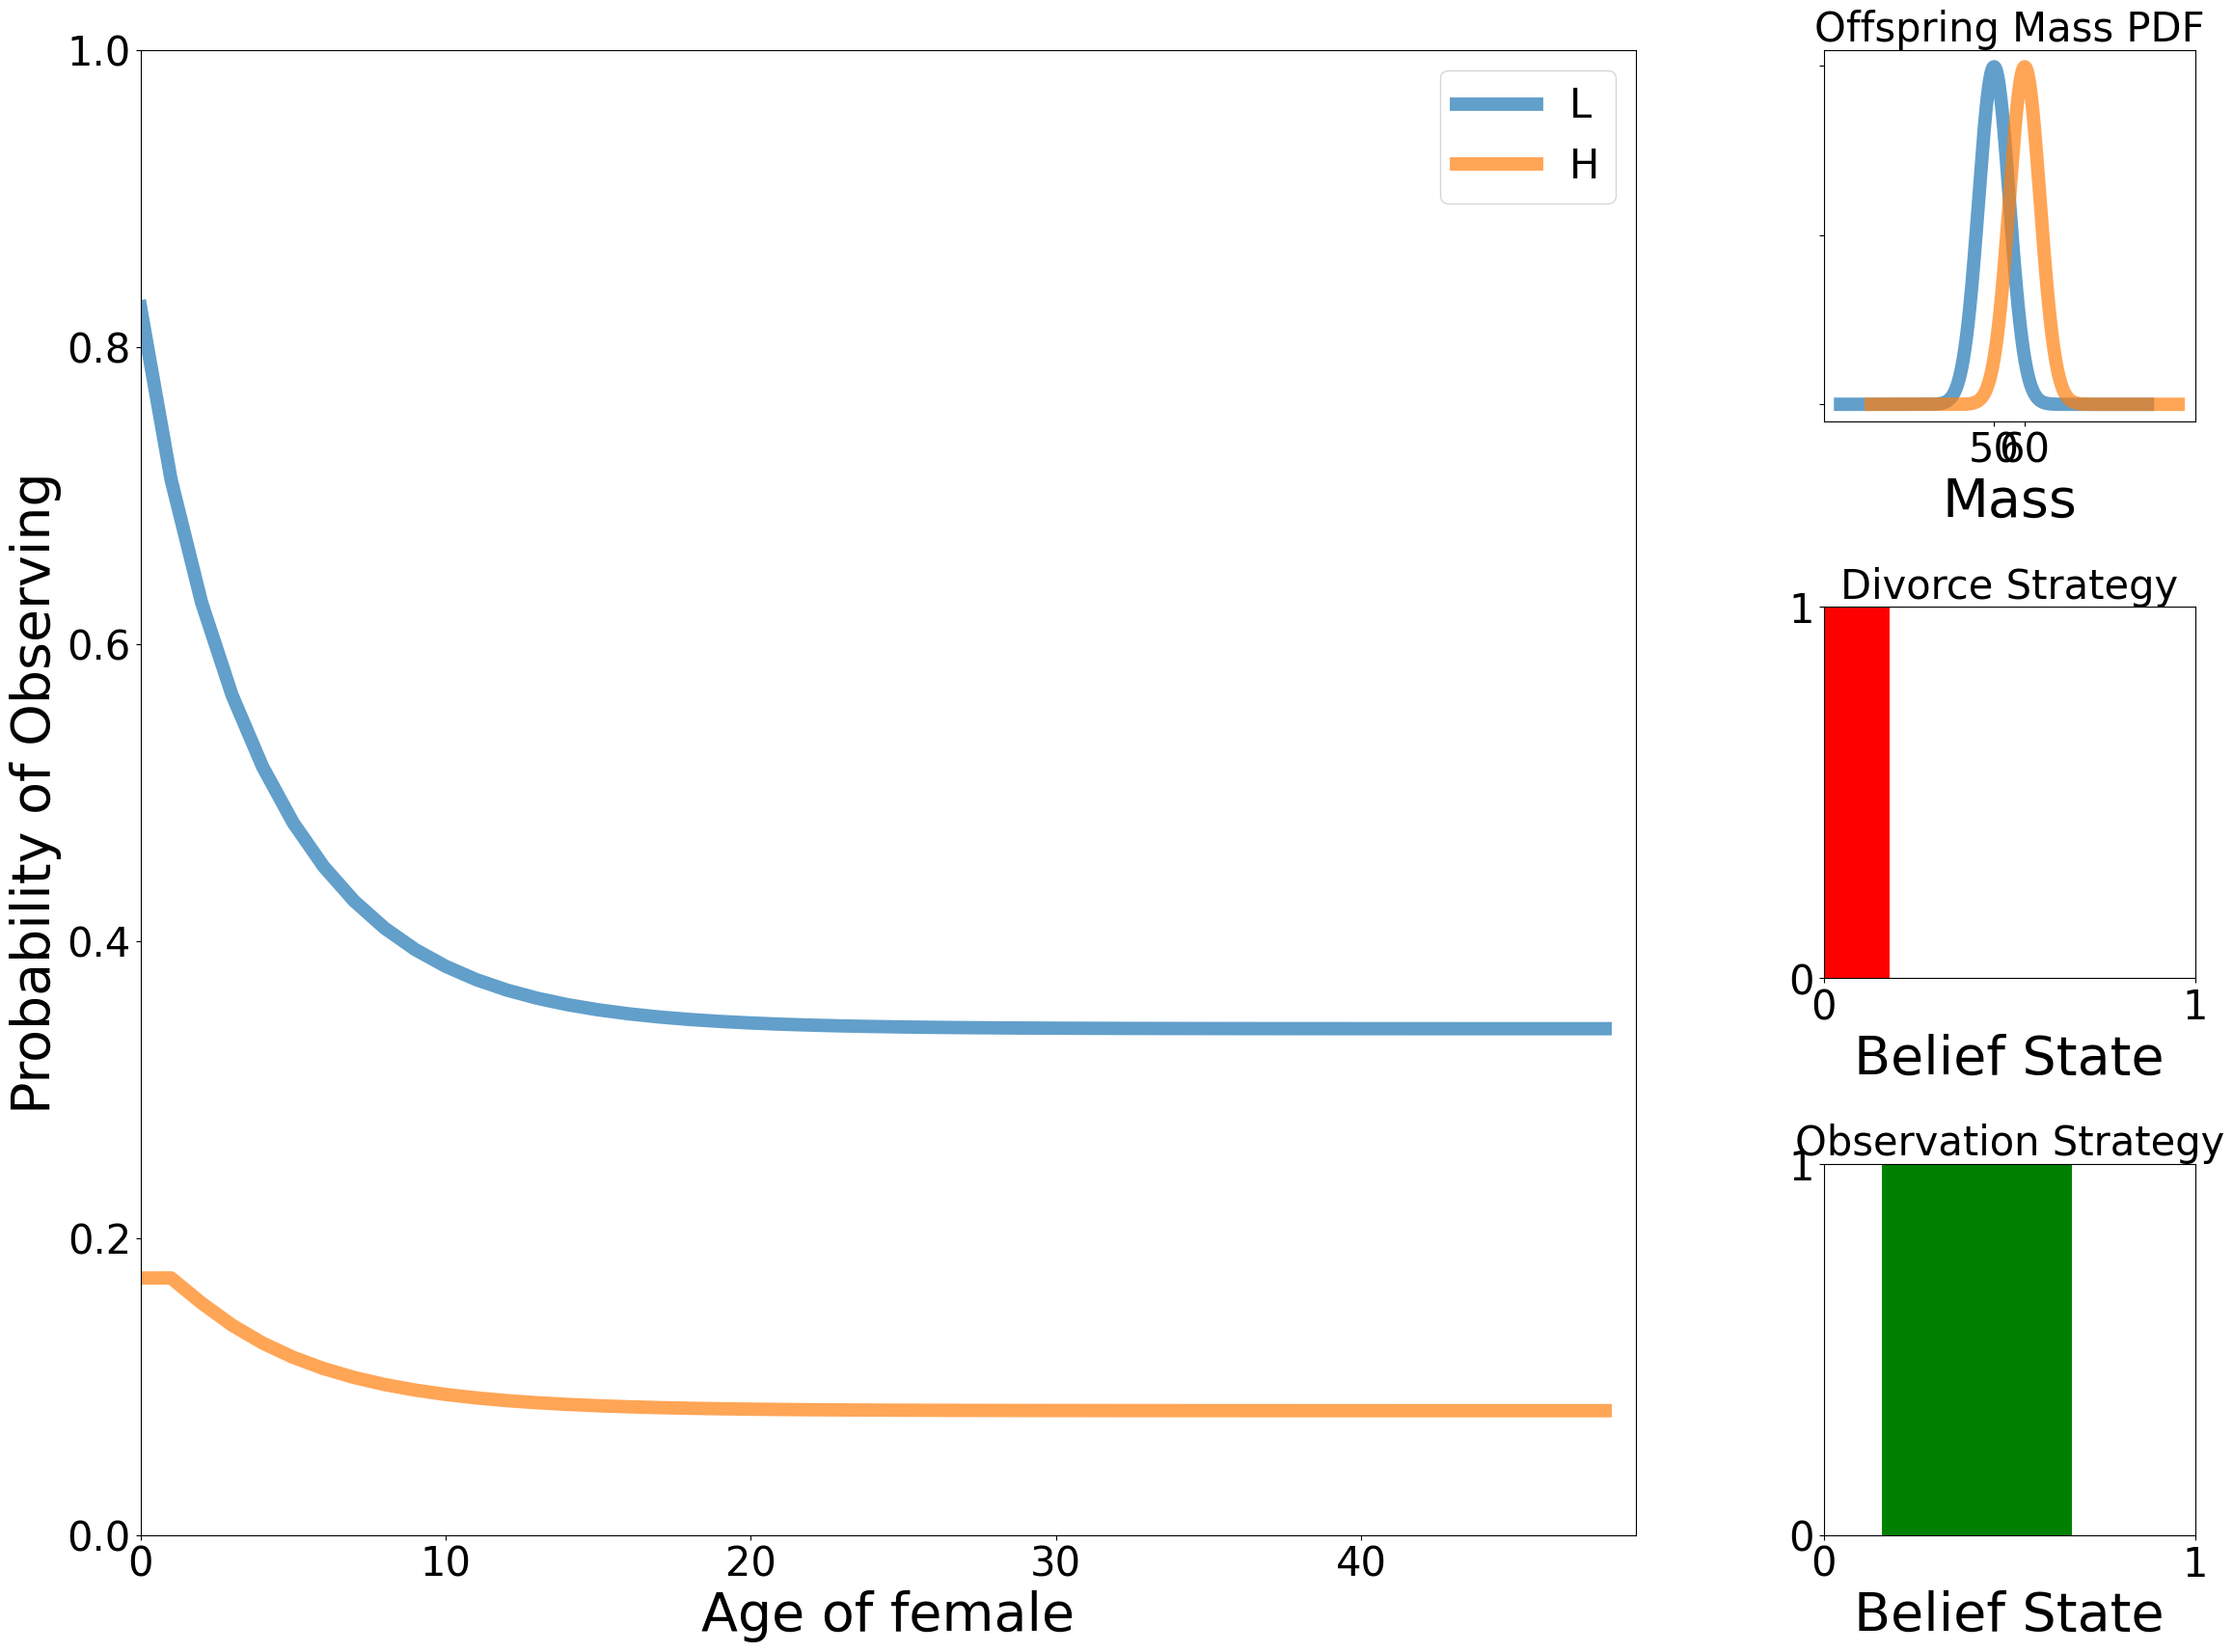 Probability of Observing
1.0
0.8
0.6
0.4
0.2
0.0
0 10 20 30 40
Age of female
L
H
Offspring Mass PDF
50 60
Mass
Divorce Strategy
1
0
0 1
Belief State
Observation Strategy
1
0
0 1
Belief State